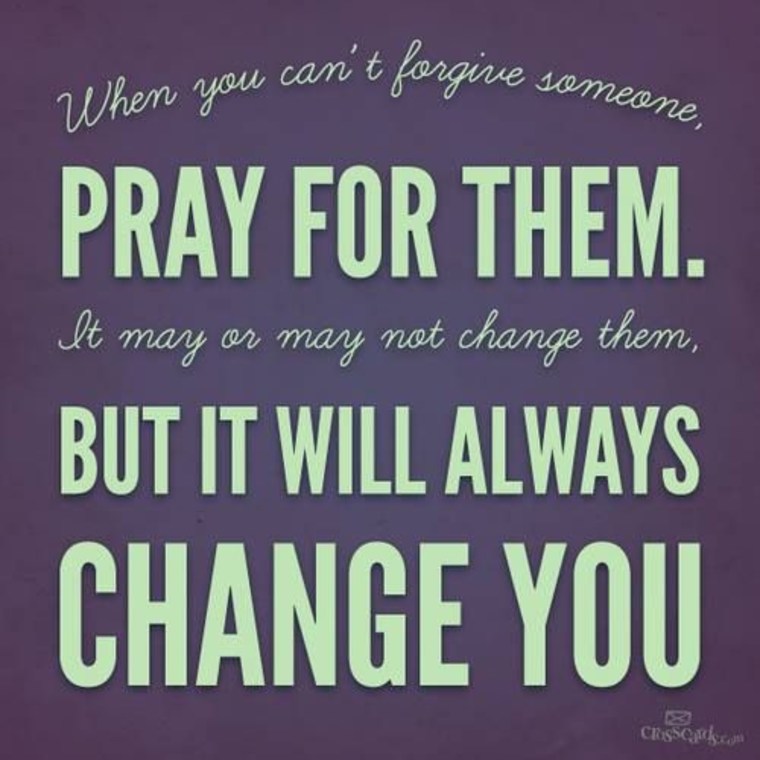 When you can't forgive someone,
PRAY FOR THEM.
It may or may not change them,
BUT IT WILL ALWAYS
CHANGE YOU
crossCards.com